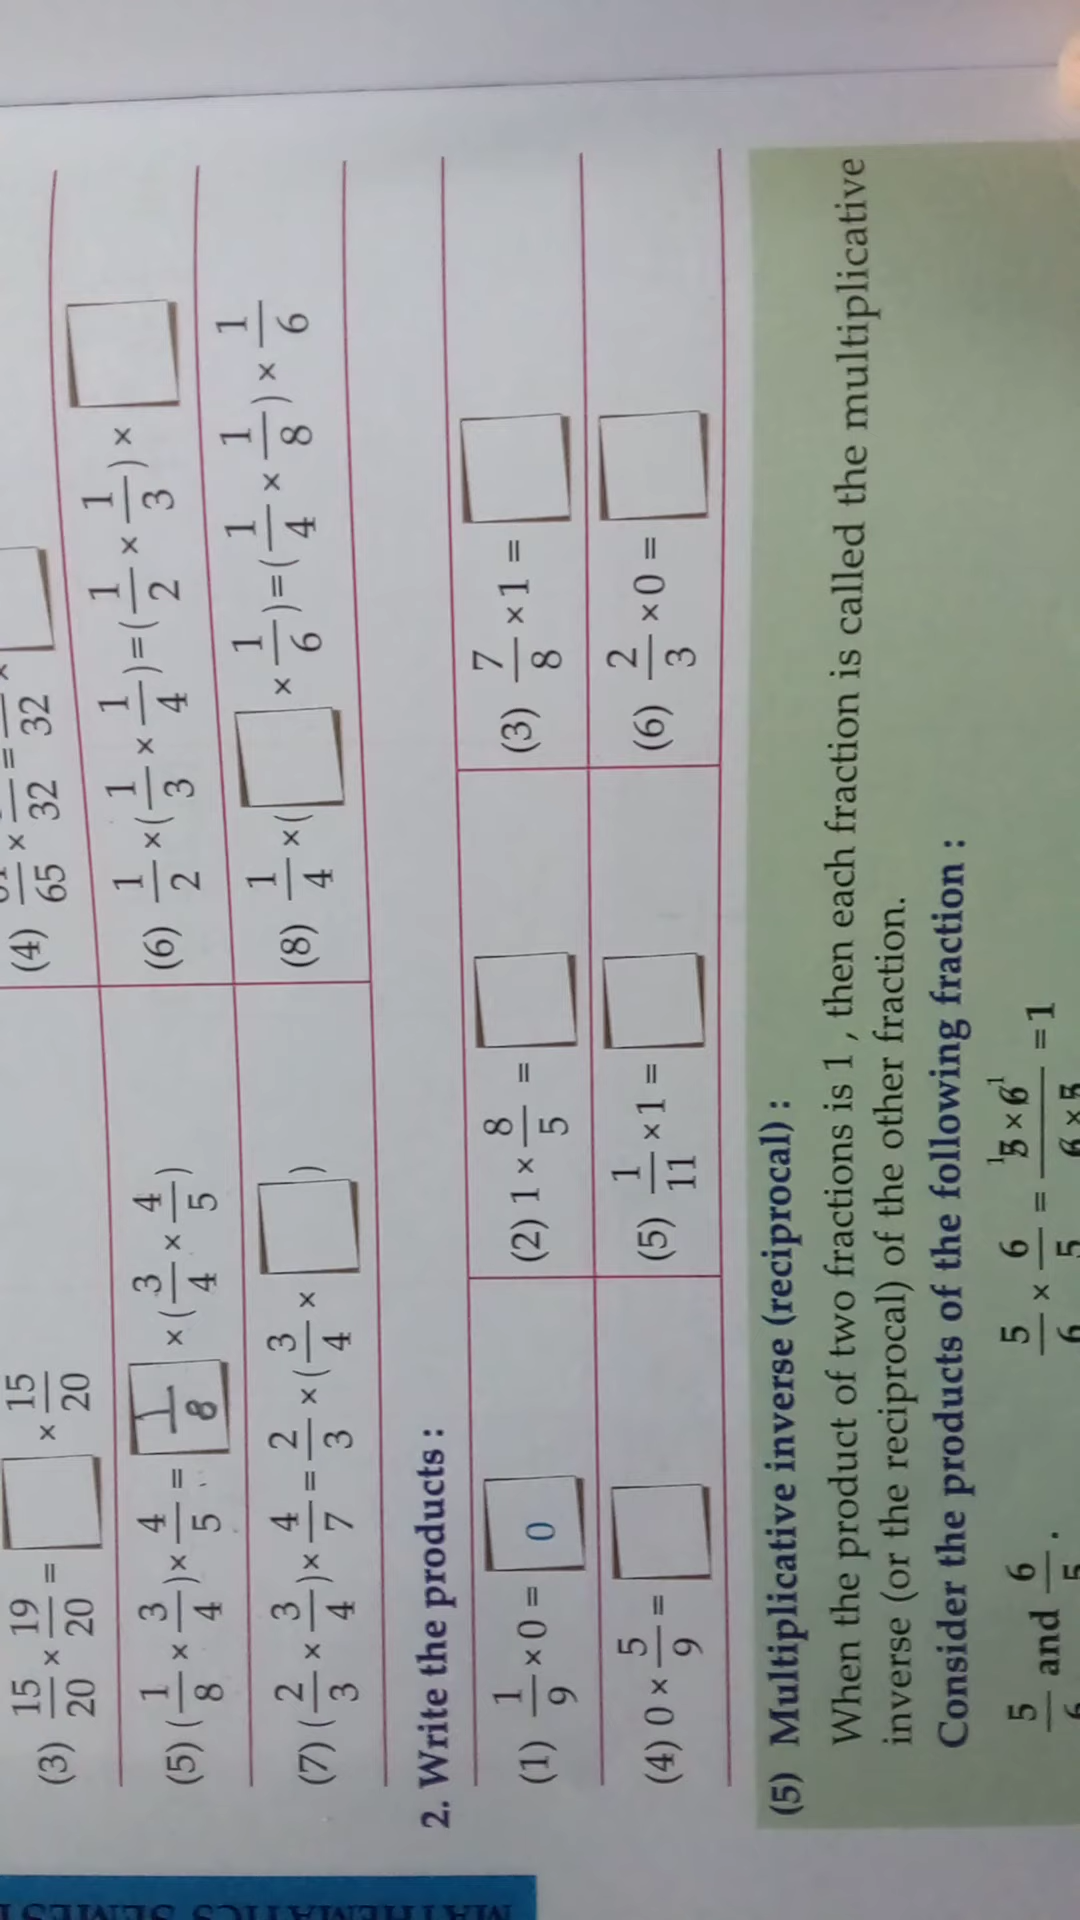 (3) 15/20 × 19/20 = □ × 15/20
(4) 65 × 32 = 32 ×
(5) (1/8 × 3/4) × 4/5 = 1/8 × (3/4 × 4/5)
(6) 1/2 × (1/3 × 1/4) = (1/2 × 1/3) × □
(7) (2/3 × 3/4) × 4/7 = 2/3 × (3/4 × □)
(8) 1/4 × (□ × 1/6) = (1/4 × 1/8) × 1/6
2. Write the products :
(1) 1/9 × 0 = 0
(2) 1 × 8/5 = □
(3) 7/8 × 1 = □
(4) 0 × 5/9 = □
(5) 1/11 × 1 = □
(6) 2/3 × 0 = □
(5) Multiplicative inverse (reciprocal) :
When the product of two fractions is 1 , then each fraction is called the multiplicative
inverse (or the reciprocal) of the other fraction.
Consider the products of the following fraction :
5/6 and 6/5 . 5/6 × 6/5 = ¹5 × 6¹ / 6 × 5 = 1
MATHEMATICS